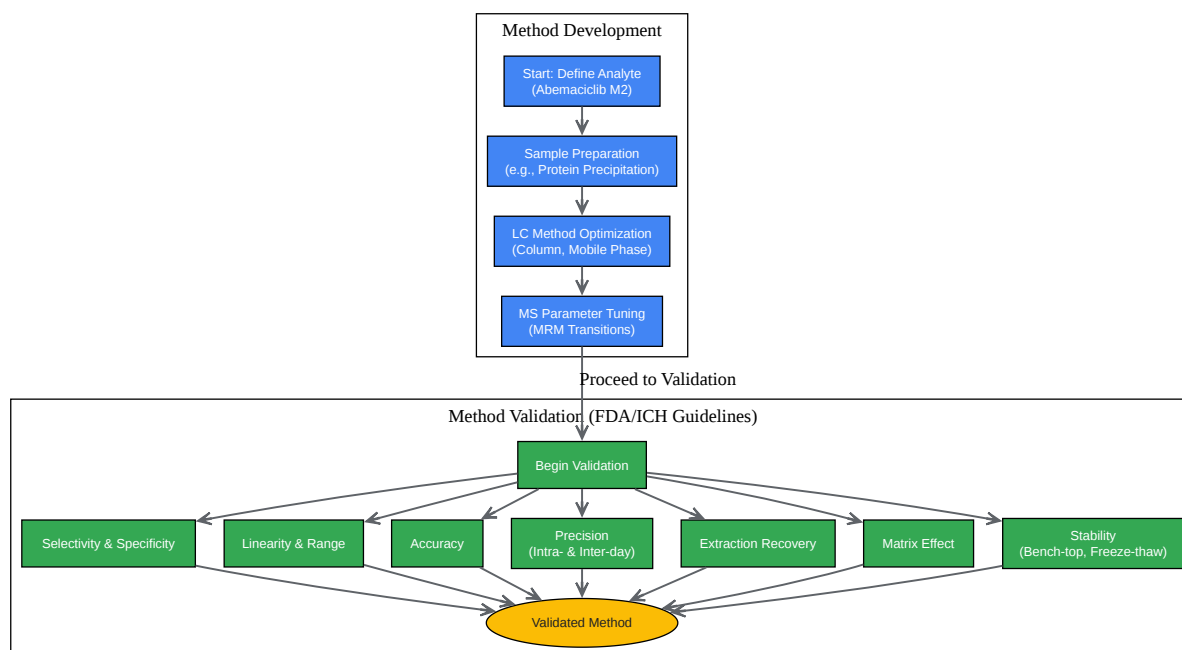 Method Development
Start: Define Analyte
(Abemaciclib M2)
Sample Preparation
(e.g., Protein Precipitation)
LC Method Optimization
(Column, Mobile Phase)
MS Parameter Tuning
(MRM Transitions)
Proceed to Validation
Method Validation (FDA/ICH Guidelines)
Begin Validation
Selectivity & Specificity
Linearity & Range
Accuracy
Precision
(Intra- & Inter-day)
Extraction Recovery
Matrix Effect
Stability
(Bench-top, Freeze-thaw)
Validated Method